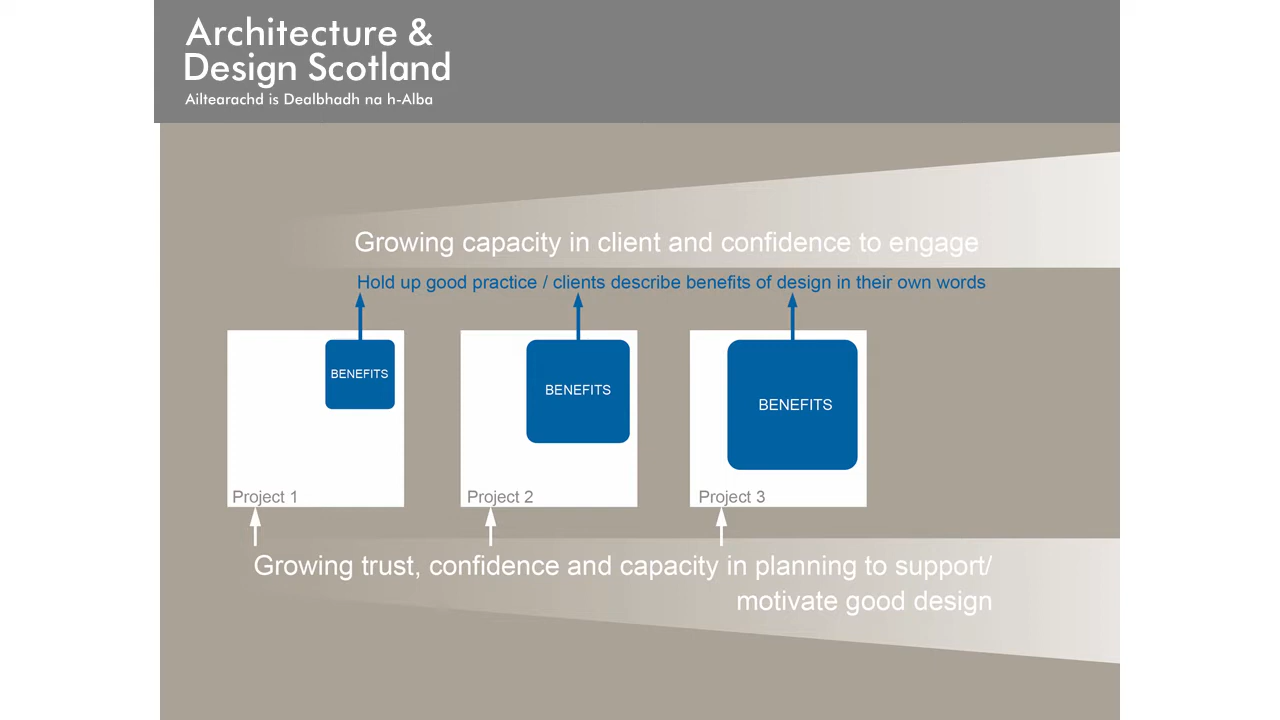 Architecture &
Design Scotland
Ailtearachd is Dealbhadh na h-Alba
Growing capacity in client and confidence to engage
Hold up good practice / clients describe benefits of design in their own words
BENEFITS
BENEFITS
BENEFITS
Project 1
Project 2
Project 3
Growing trust, confidence and capacity in planning to support/
motivate good design